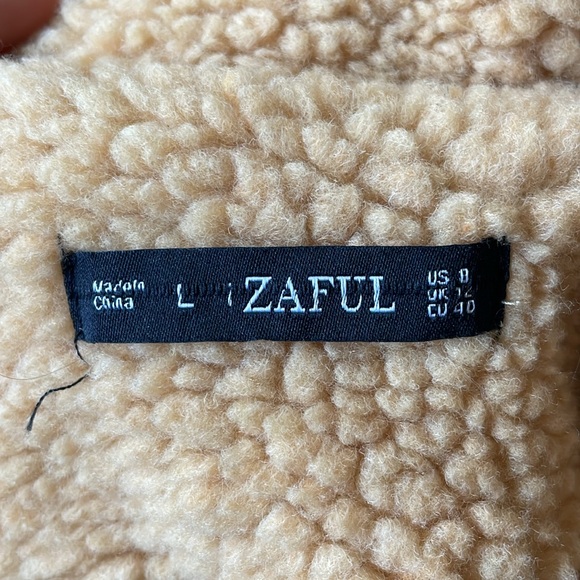 Made In
China
L
ZAFUL
US 8
UK 12
EU 40